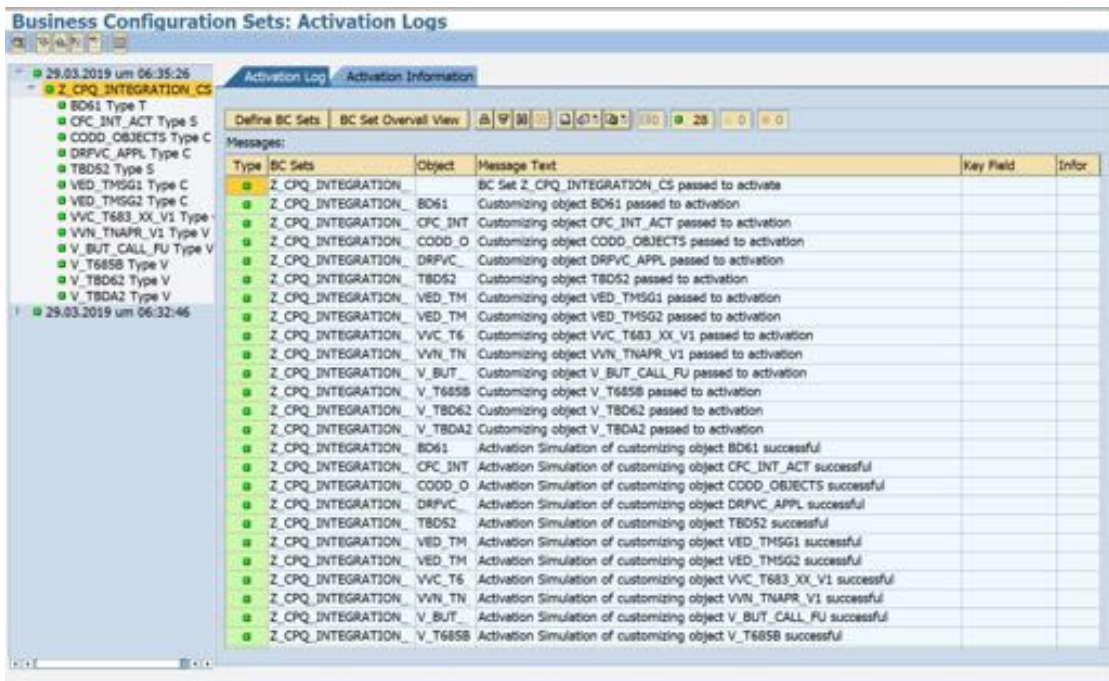 Business Configuration Sets: Activation Logs
29.03.2019 um 06:35:26
Z_CPQ_INTEGRATION_CS
BD61 Type T
CFC_INT_ACT Type S
CODD_OBJECTS Type C
DRFVC_APPL Type C
TBD52 Type S
VED_TMSG1 Type C
VED_TMSG2 Type C
VVC_T683_XX_V1 Type
VVN_TNAPR_V1 Type V
V_BUT_CALL_FU Type V
V_T685B Type V
V_TBD62 Type V
V_TBDA2 Type V
29.03.2019 um 06:32:46
Activation Log Activation Information
Define BC Sets BC Set Overvall View 28 0 0
Messages:
Type BC Sets Object Message Text Key Field Infor
Z_CPQ_INTEGRATION_ BC Set Z_CPQ_INTEGRATION_CS passed to activate
Z_CPQ_INTEGRATION_ BD61 Customizing object BD61 passed to activation
Z_CPQ_INTEGRATION_ CFC_INT Customizing object CFC_INT_ACT passed to activation
Z_CPQ_INTEGRATION_ CODD_O Customizing object CODD_OBJECTS passed to activation
Z_CPQ_INTEGRATION_ DRFVC_ Customizing object DRFVC_APPL passed to activation
Z_CPQ_INTEGRATION_ TBD52 Customizing object TBD52 passed to activation
Z_CPQ_INTEGRATION_ VED_TM Customizing object VED_TMSG1 passed to activation
Z_CPQ_INTEGRATION_ VED_TM Customizing object VED_TMSG2 passed to activation
Z_CPQ_INTEGRATION_ VVC_T6 Customizing object VVC_T683_XX_V1 passed to activation
Z_CPQ_INTEGRATION_ VVN_TN Customizing object VVN_TNAPR_V1 passed to activation
Z_CPQ_INTEGRATION_ V_BUT_ Customizing object V_BUT_CALL_FU passed to activation
Z_CPQ_INTEGRATION_ V_T685B Customizing object V_T685B passed to activation
Z_CPQ_INTEGRATION_ V_TBD62 Customizing object V_TBD62 passed to activation
Z_CPQ_INTEGRATION_ V_TBDA2 Customizing object V_TBDA2 passed to activation
Z_CPQ_INTEGRATION_ BD61 Activation Simulation of customizing object BD61 successful
Z_CPQ_INTEGRATION_ CFC_INT Activation Simulation of customizing object CFC_INT_ACT successful
Z_CPQ_INTEGRATION_ CODD_O Activation Simulation of customizing object CODD_OBJECTS successful
Z_CPQ_INTEGRATION_ DRFVC_ Activation Simulation of customizing object DRFVC_APPL successful
Z_CPQ_INTEGRATION_ TBD52 Activation Simulation of customizing object TBD52 successful
Z_CPQ_INTEGRATION_ VED_TM Activation Simulation of customizing object VED_TMSG1 successful
Z_CPQ_INTEGRATION_ VED_TM Activation Simulation of customizing object VED_TMSG2 successful
Z_CPQ_INTEGRATION_ VVC_T6 Activation Simulation of customizing object VVC_T683_XX_V1 successful
Z_CPQ_INTEGRATION_ VVN_TN Activation Simulation of customizing object VVN_TNAPR_V1 successful
Z_CPQ_INTEGRATION_ V_BUT_ Activation Simulation of customizing object V_BUT_CALL_FU successful
Z_CPQ_INTEGRATION_ V_T685B Activation Simulation of customizing object V_T685B successful